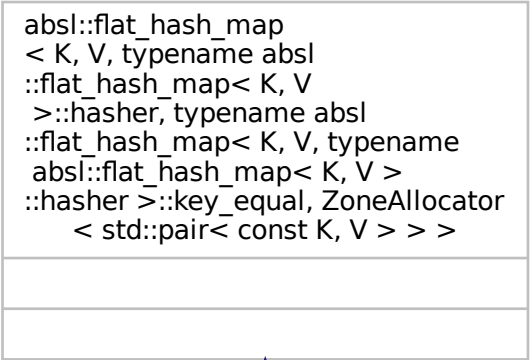 absl::flat_hash_map
< K, V, typename absl
::flat_hash_map< K, V
>::hasher, typename absl
::flat_hash_map< K, V, typename
absl::flat_hash_map< K, V >
::hasher >::key_equal, ZoneAllocator
< std::pair< const K, V > > >